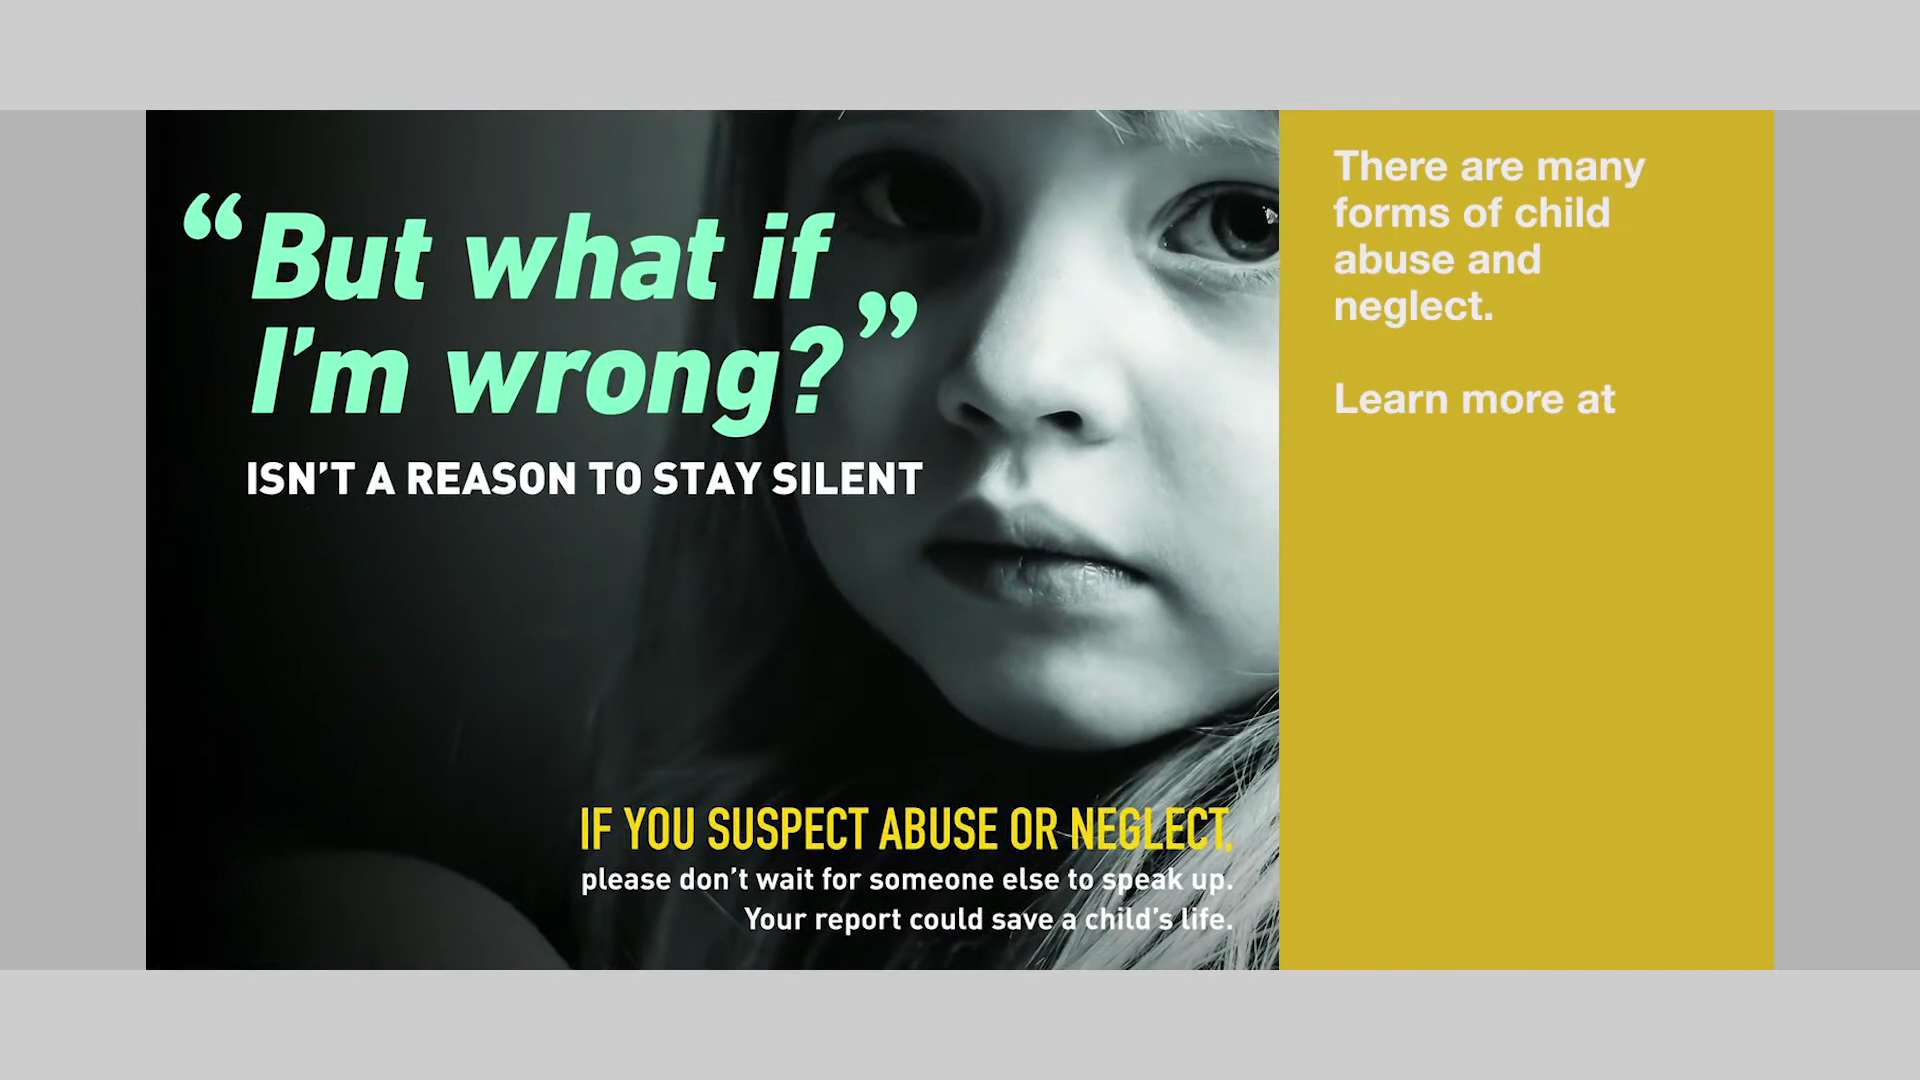 “But what if
I’m wrong?”
ISN’T A REASON TO STAY SILENT
IF YOU SUSPECT ABUSE OR NEGLECT,
please don’t wait for someone else to speak up.
Your report could save a child’s life.
There are many
forms of child
abuse and
neglect.
Learn more at